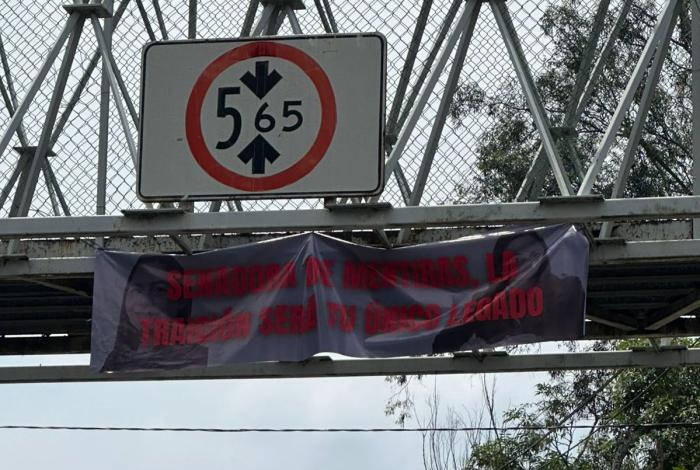 5 65
SENADORA DE MENTIRAS, LA
TRAICIÓN SERÁ TU ÚNICO LEGADO